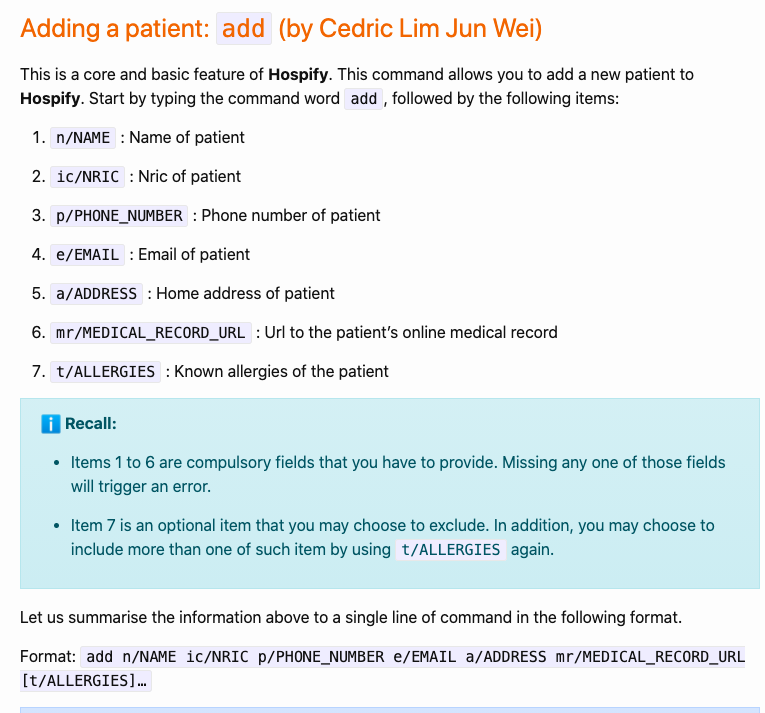 Adding a patient: add (by Cedric Lim Jun Wei)
This is a core and basic feature of Hospify. This command allows you to add a new patient to
Hospify. Start by typing the command word add, followed by the following items:
1. n/NAME : Name of patient
2. ic/NRIC : Nric of patient
3. p/PHONE_NUMBER : Phone number of patient
4. e/EMAIL : Email of patient
5. a/ADDRESS : Home address of patient
6. mr/MEDICAL_RECORD_URL : Url to the patient’s online medical record
7. t/ALLERGIES : Known allergies of the patient
ℹ️ Recall:
• Items 1 to 6 are compulsory fields that you have to provide. Missing any one of those fields
will trigger an error.
• Item 7 is an optional item that you may choose to exclude. In addition, you may choose to
include more than one of such item by using t/ALLERGIES again.
Let us summarise the information above to a single line of command in the following format.
Format: add n/NAME ic/NRIC p/PHONE_NUMBER e/EMAIL a/ADDRESS mr/MEDICAL_RECORD_URL
[t/ALLERGIES]…